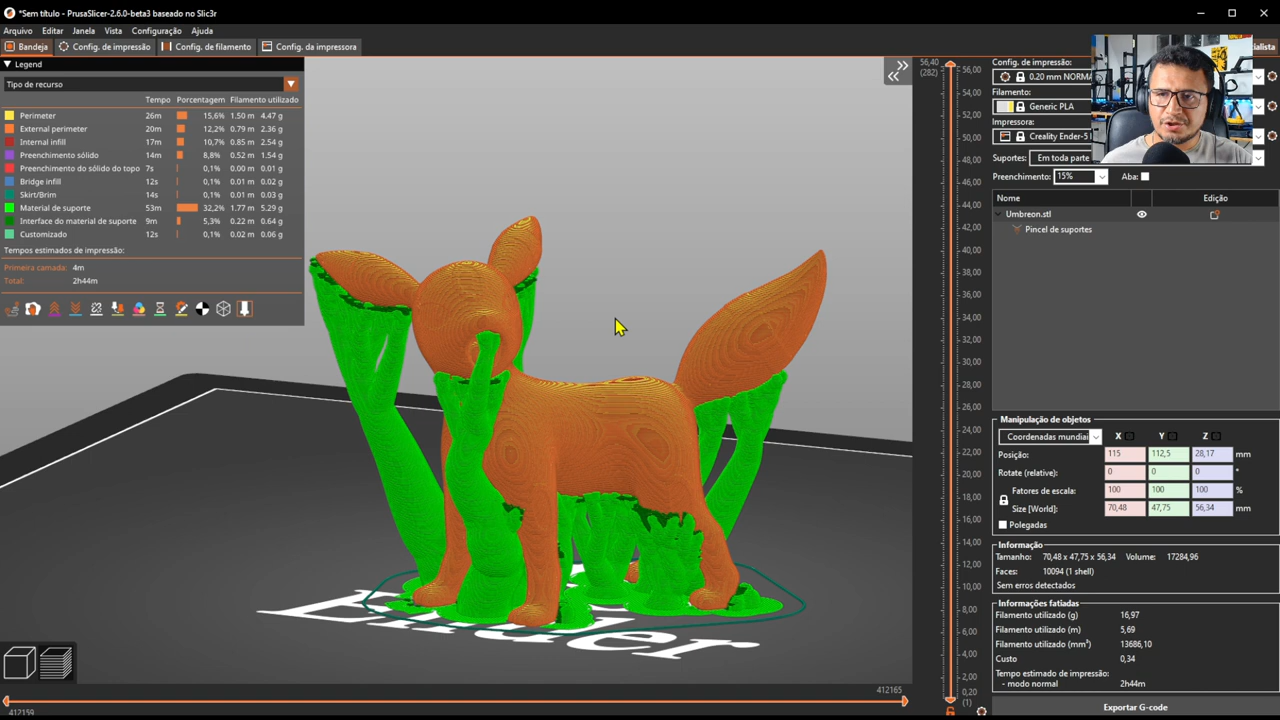 *Sem título - PrusaSlicer-2.6.0-beta3 baseado no Slic3r
Arquivo Editar Janela Vista Configuração Ajuda
Bandeja Config. de impressão Config. de filamento Config. da impressora
ialista
Legend
Tipo de recurso
Tempo Porcentagem Filamento utilizado
Perimeter 26m 15,6% 1.50 m 4.47 g
External perimeter 20m 12,2% 0.79 m 2.36 g
Internal infill 17m 10,7% 0.85 m 2.54 g
Preenchimento sólido 14m 8,8% 0.52 m 1.54 g
Preenchimento do sólido do topo 7s 0,1% 0.00 m 0.01 g
Bridge infill 12s 0,1% 0.01 m 0.02 g
Skirt/Brim 14s 0,1% 0.01 m 0.03 g
Material de suporte 53m 32,2% 1.77 m 5.29 g
Interface do material de suporte 9m 5,3% 0.22 m 0.64 g
Customizado 12s 0,1% 0.02 m 0.06 g
Tempos estimados de impressão:
Primeira camada: 4m
Total: 2h44m
Ender
56,40
(282)
56,00
54,00
52,00
50,00
48,00
46,00
44,00
42,00
40,00
38,00
36,00
34,00
32,00
30,00
28,00
26,00
24,00
22,00
20,00
18,00
16,00
14,00
12,00
10,00
8,00
6,00
4,00
2,00
0,20
(1)
412165
412159
Config. de impressão:
0.20 mm NORMA
Filamento:
Generic PLA
Impressora:
Creality Ender-5
Suportes: Em toda parte
Preenchimento: 15% Aba:
Nome Edição
Umbreon.stl
Pincel de suportes
Manipulação de objetos
Coordenadas mundiai X Y Z
Posição: 115 112,5 28,17 mm
Rotate (relative): 0 0 0 °
Fatores de escala: 100 100 100 %
Size [World]: 70,48 47,75 56,34 mm
Polegadas
Informação
Tamanho: 70,48 x 47,75 x 56,34 Volume: 17284,96
Faces: 10094 (1 shell)
Sem erros detectados
Informações fatiadas
Filamento utilizado (g) 16,97
Filamento utilizado (m) 5,69
Filamento utilizado (mm³) 13686,10
Custo 0,34
Tempo estimado de impressão:
- modo normal 2h44m
Exportar G-code